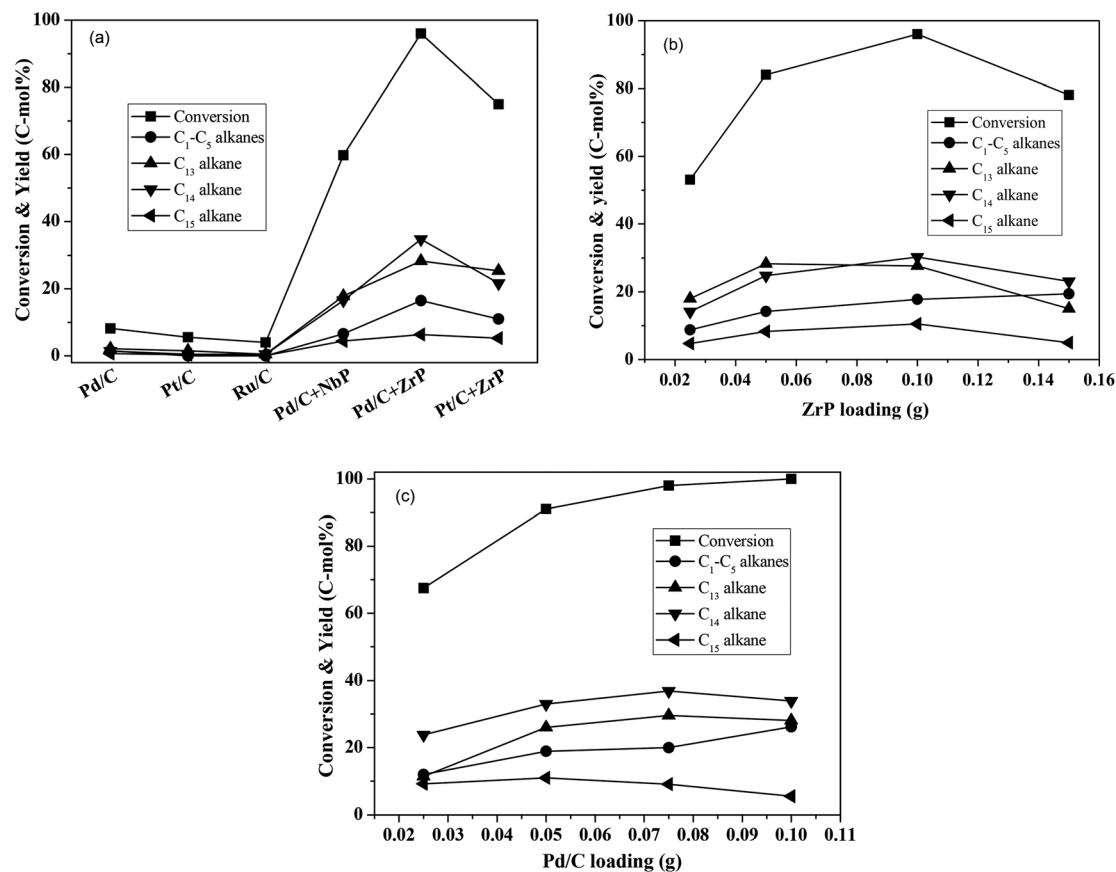 (a)
Conversion & Yield (C-mol%)
100
80
60
40
20
0
Conversion
C₁-C₅ alkanes
C₁₃ alkane
C₁₄ alkane
C₁₅ alkane
Pd/C
Pt/C
Ru/C
Pd/C+NbP
Pd/C+ZrP
Pt/C+ZrP
(b)
Conversion & yield (C-mol%)
100
80
60
40
20
0
Conversion
C₁-C₅ alkanes
C₁₃ alkane
C₁₄ alkane
C₁₅ alkane
0.02 0.04 0.06 0.08 0.10 0.12 0.14 0.16
ZrP loading (g)
(c)
Conversion & Yield (C-mol%)
100
80
60
40
20
0
Conversion
C₁-C₅ alkanes
C₁₃ alkane
C₁₄ alkane
C₁₅ alkane
0.02 0.03 0.04 0.05 0.06 0.07 0.08 0.09 0.10 0.11
Pd/C loading (g)